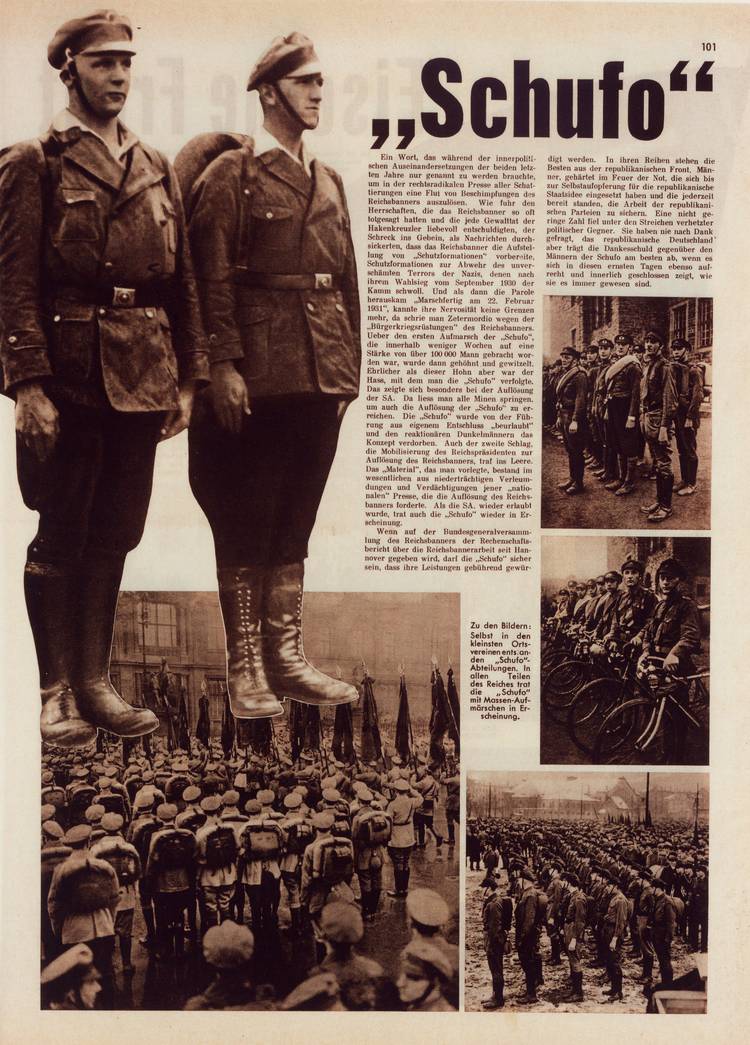 101
„Schufo“
Ein Wort, das während der innerpoliti-
schen Auseinandersetzungen der beiden letz-
ten Jahre nur genannt zu werden brauchte,
um in der rechtsradikalen Presse aller Schat-
tierungen eine Flut von Beschimpfungen des
Reichsbanners auszulösen. Wie fuhr den
Herrschaften, die das Reichsbanner so oft
totgesagt hatten und die jede Gewalttat der
Hakenkreuzler liebevoll entschuldigten, der
Schreck ins Gebein, als Nachrichten durch-
sickerten, dass das Reichsbanner die Aufstel-
lung von „Schutzformationen“ vorbereite,
Schutzformationen zur Abwehr des unver-
schämten Terrors der Nazis, denen nach
ihrem Wahlsieg vom September 1930 der
Kamm schwoll. Und als dann die Parole
herauskam „Marschfertig am 22. Februar
1931“, kannte ihre Nervosität keine Grenzen
mehr, da schrie man Zetermordio wegen der
„Bürgerkriegsrüstungen“ des Reichsbanners.
Ueber den ersten Aufmarsch der „Schufo“,
die innerhalb weniger Wochen auf eine
Stärke von über 100 000 Mann gebracht wor-
den war, wurde dann gehöhnt und gewitzelt.
Ehrlicher als dieser Hohn aber war der
Hass, mit dem man die „Schufo“ verfolgte.
Das zeigte sich besonders bei der Auflösung
der SA. Da liess man alle Minen springen,
um auch die Auflösung der „Schufo“ zu er-
reichen. Die „Schufo“ wurde von der Füh-
rung aus eigenem Entschluss „beurlaubt“
und den reaktionären Dunkelmännern das
Konzept verdorben. Auch der zweite Schlag,
die Mobilisierung des Reichspräsidenten zur
Auflösung des Reichsbanners, traf ins Leere.
Das „Material“, das man vorlegte, bestand im
wesentlichen aus niederträchtigen Verleum-
dungen und Verdächtigungen jener „natio-
nalen“ Presse, die die Auflösung des Reichs-
banners forderte. Als die SA. wieder erlaubt
wurde, trat auch die „Schufo“ wieder in Er-
scheinung.
Wenn auf der Bundesgeneralversamm-
lung des Reichsbanners der Rechenschafts-
bericht über die Reichsbannerarbeit seit Han-
nover gegeben wird, darf die „Schufo“ sicher
sein, dass ihre Leistungen gebührend gewür-
digt werden. In ihren Reihen stehen die
Besten aus der republikanischen Front. Män-
ner, gehärtet im Feuer der Not, die sich bis
zur Selbstaufopferung für die republikanische
Staatsidee eingesetzt haben und die jederzeit
bereit standen, die Arbeit der republikani-
schen Parteien zu sichern. Eine nicht ge-
ringe Zahl fiel unter den Streichen verhetzter
politischer Gegner. Sie haben nie nach Dank
gefragt, das republikanische Deutschland
aber trägt die Dankesschuld gegenüber den
Männern der Schufo am besten ab, wenn es
sich in diesen ernsten Tagen ebenso auf-
recht und innerlich geschlossen zeigt, wie
sie es immer gewesen sind.
Zu den Bildern:
Selbst in den
kleinsten Orts-
vereinen entstan-
den „Schufo“-
Abteilungen. In
allen Teilen
des Reiches trat
die „Schufo“
mit Massen-Auf-
märschen in Er-
scheinung.